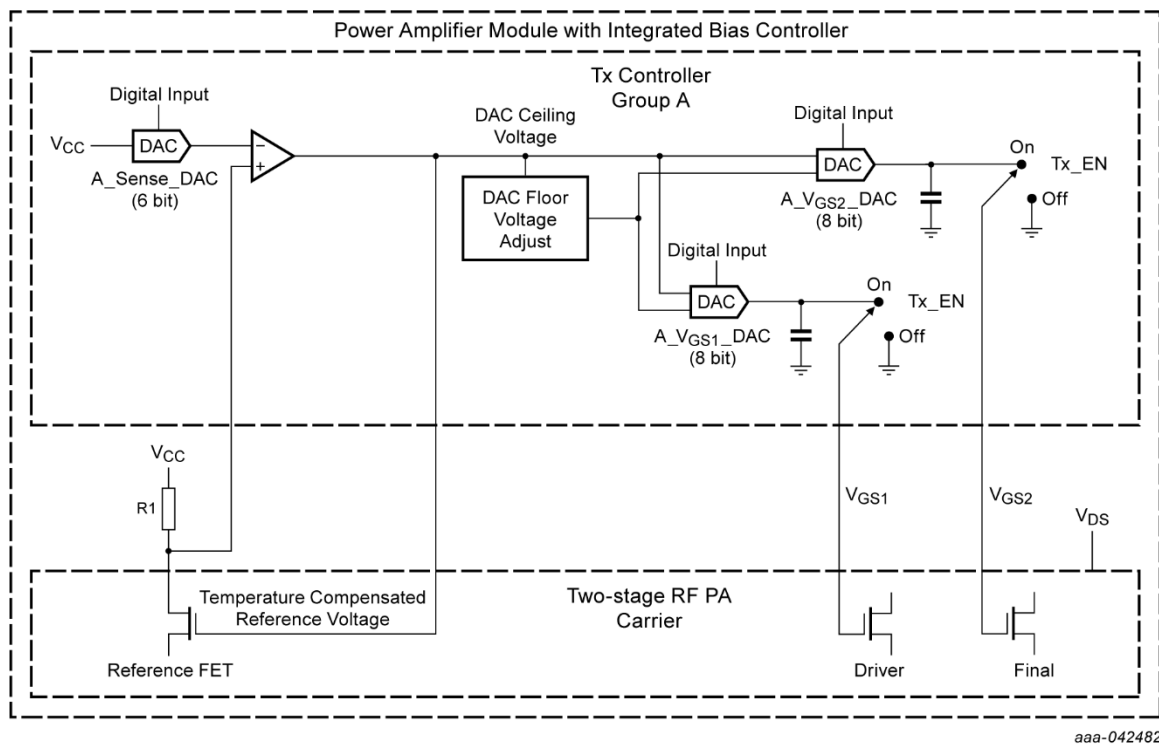 Power Amplifier Module with Integrated Bias Controller
Tx Controller
Group A
Digital Input
VCC
DAC
A_Sense_DAC
(6 bit)
−
+
DAC Ceiling
Voltage
DAC Floor
Voltage
Adjust
Digital Input
DAC
A_VGS2_DAC
(8 bit)
On
Tx_EN
Off
Digital Input
DAC
A_VGS1_DAC
(8 bit)
On
Tx_EN
Off
VCC
R1
VGS1
VGS2
VDS
Temperature Compensated
Reference Voltage
Reference FET
Two-stage RF PA
Carrier
Driver
Final
aaa-042482